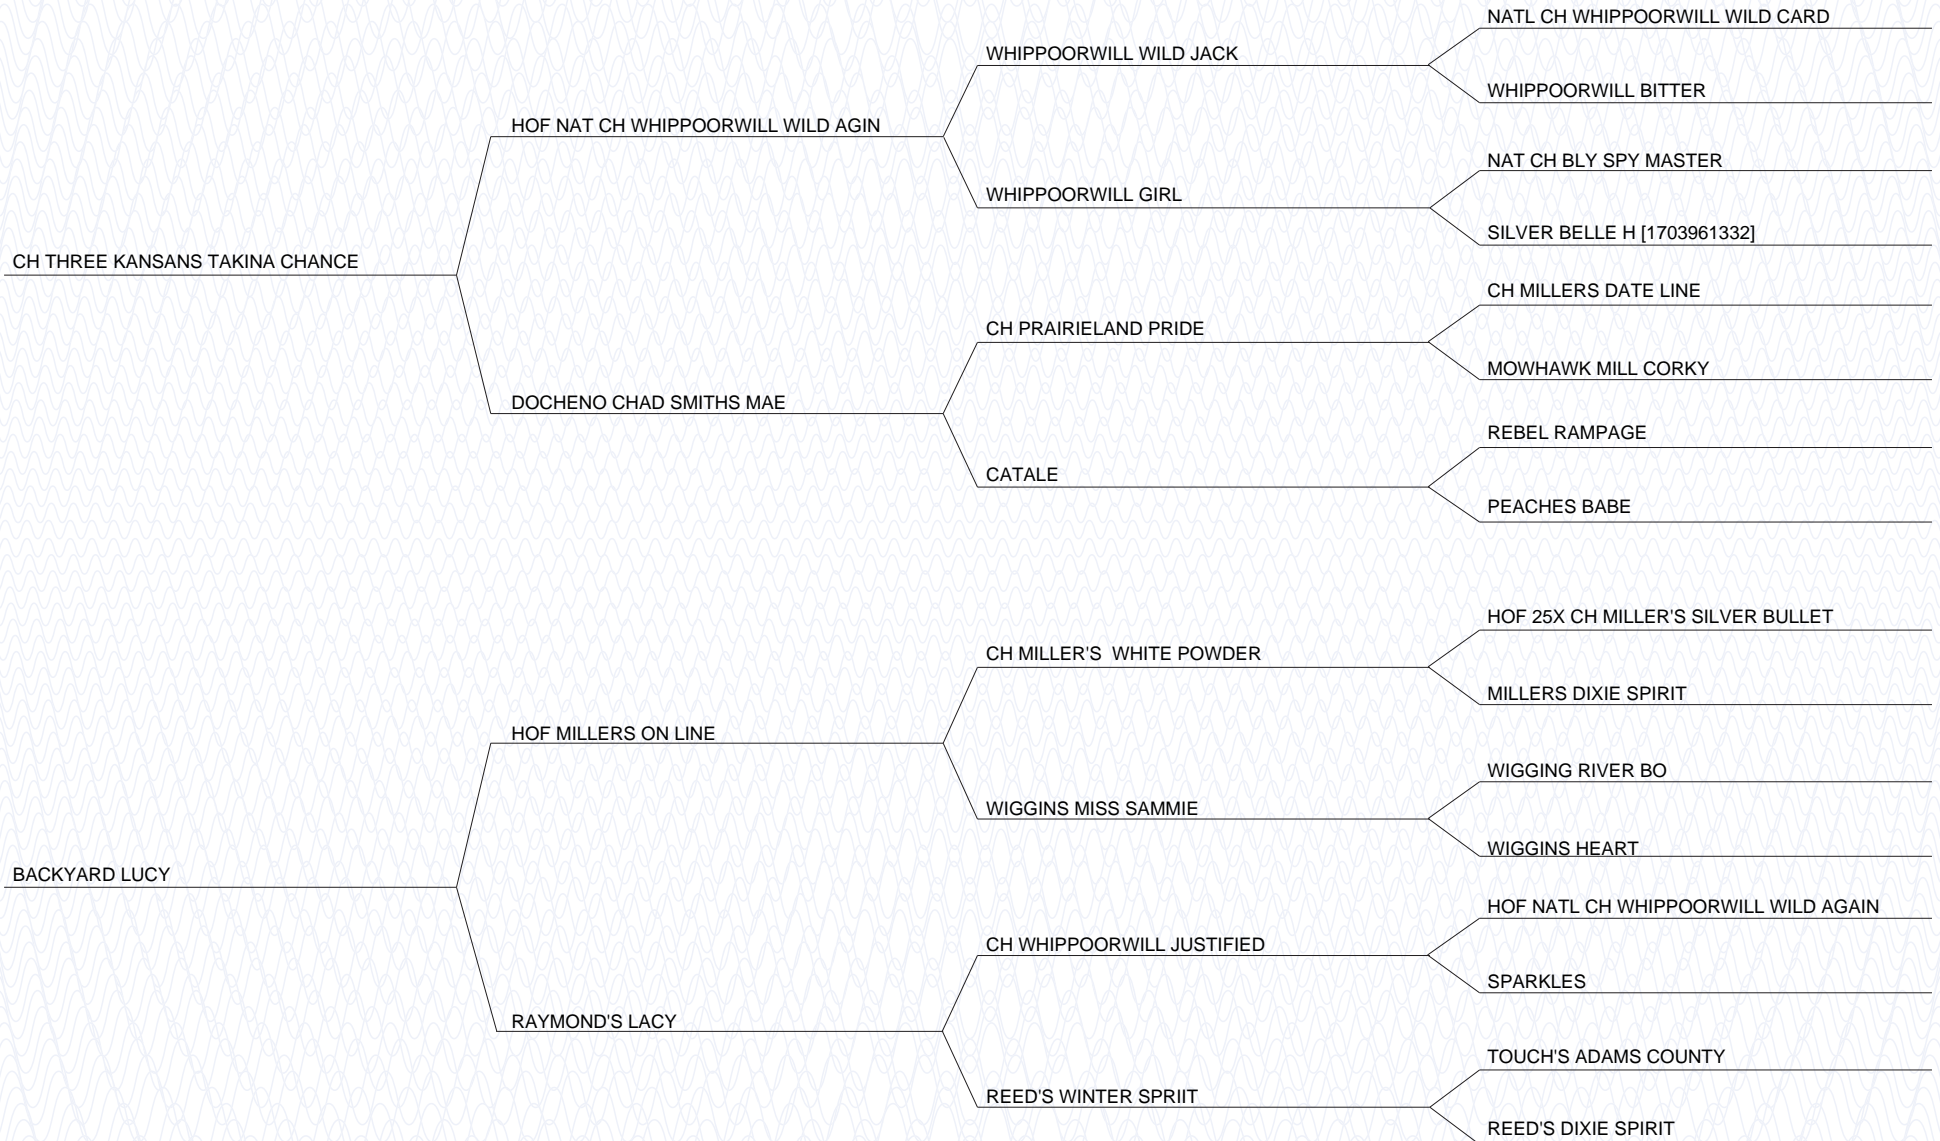 NATL CH WHIPPOORWILL WILD CARD
WHIPPOORWILL WILD JACK
WHIPPOORWILL BITTER
HOF NAT CH WHIPPOORWILL WILD AGIN
NAT CH BLY SPY MASTER
WHIPPOORWILL GIRL
SILVER BELLE H [1703961332]
CH THREE KANSANS TAKINA CHANCE
CH MILLERS DATE LINE
CH PRAIRIELAND PRIDE
MOWHAWK MILL CORKY
DOCHENO CHAD SMITHS MAE
REBEL RAMPAGE
CATALE
PEACHES BABE
HOF 25X CH MILLER'S SILVER BULLET
CH MILLER'S  WHITE POWDER
MILLERS DIXIE SPIRIT
HOF MILLERS ON LINE
WIGGING RIVER BO
WIGGINS MISS SAMMIE
WIGGINS HEART
BACKYARD LUCY
HOF NATL CH WHIPPOORWILL WILD AGAIN
CH WHIPPOORWILL JUSTIFIED
SPARKLES
RAYMOND'S LACY
TOUCH'S ADAMS COUNTY
REED'S WINTER SPRIIT
REED'S DIXIE SPIRIT